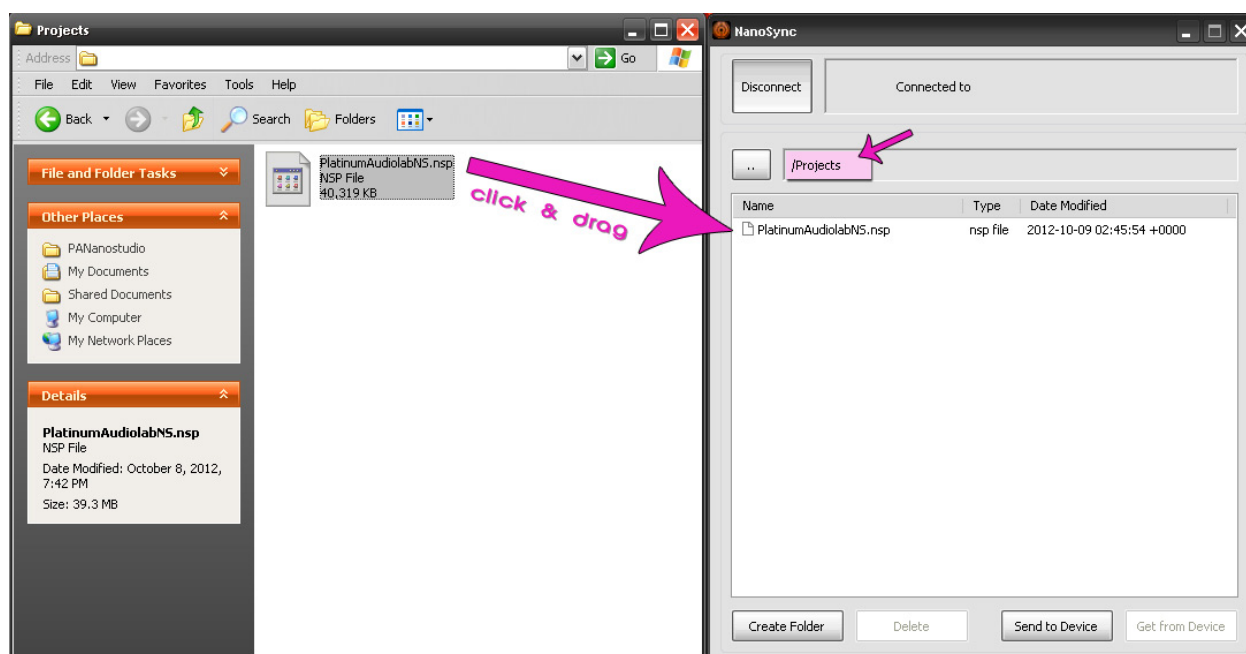 Projects
Address
Go
File Edit View Favorites Tools Help
Back Search Folders
File and Folder Tasks
Other Places
PANanostudio
My Documents
Shared Documents
My Computer
My Network Places
Details
PlatinumAudiolabNS.nsp
NSP File
Date Modified: October 8, 2012,
7:42 PM
Size: 39.3 MB
PlatinumAudiolabNS.nsp
NSP File
40,319 KB
click & drag
NanoSync
Disconnect Connected to
.. /Projects
Name Type Date Modified
PlatinumAudiolabNS.nsp nsp file 2012-10-09 02:45:54 +0000
Create Folder Delete Send to Device Get from Device